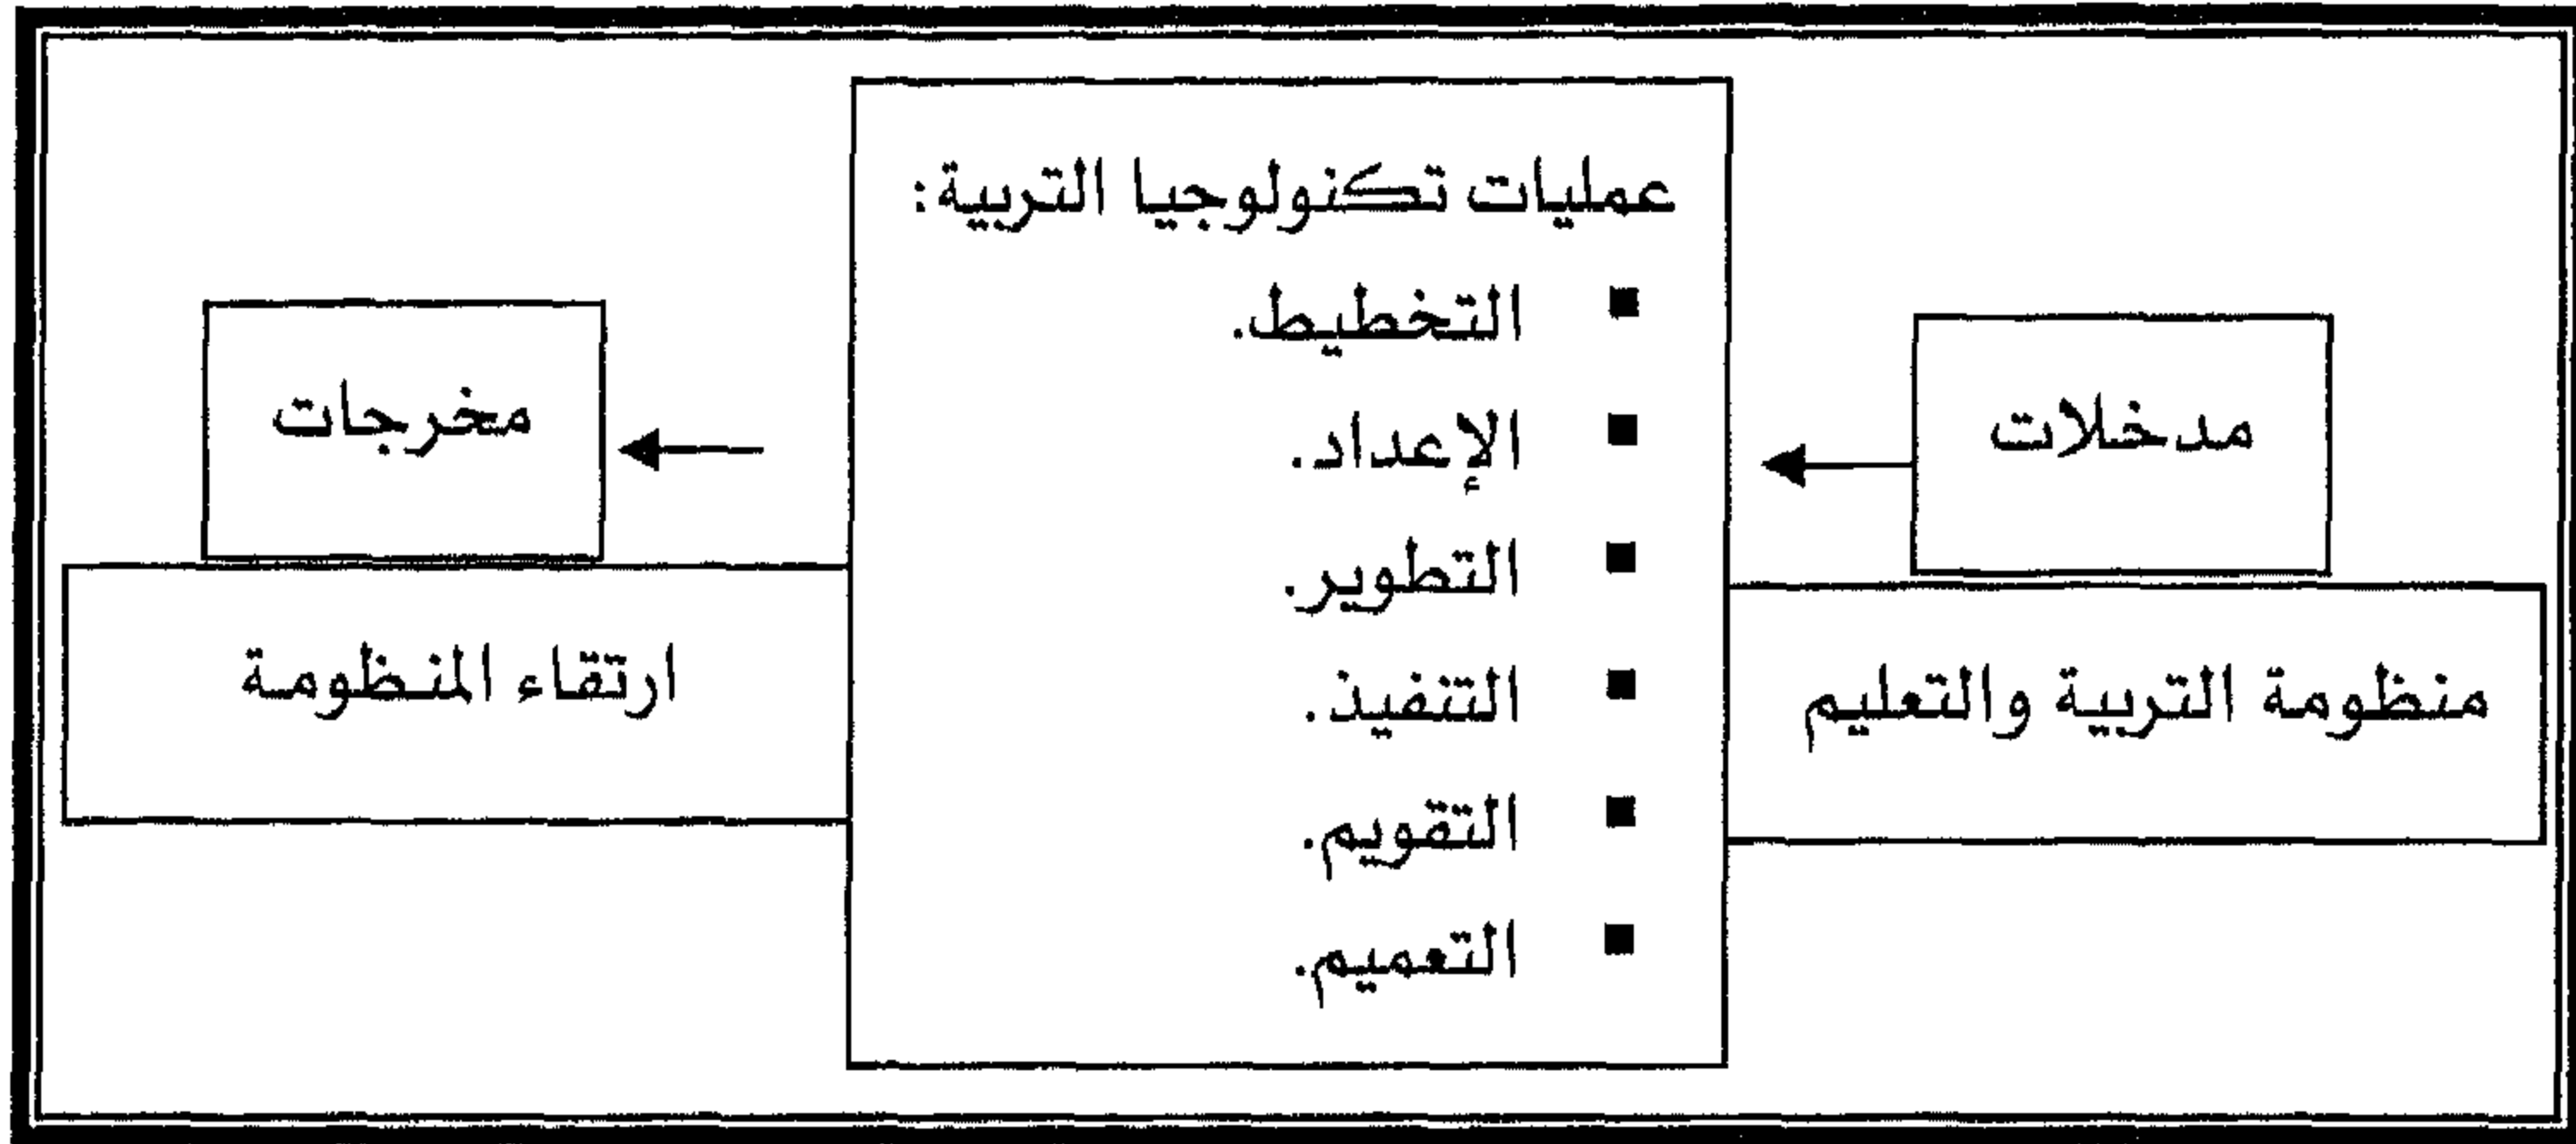 مدخلات
منظومة التربية والتعليم
عمليات تكنولوجيا التربية:
▪ التخطيط.
▪ الإعداد.
▪ التطوير.
▪ التنفيذ.
▪ التقويم.
▪ التعميم.
مخرجات
ارتقاء المنظومة